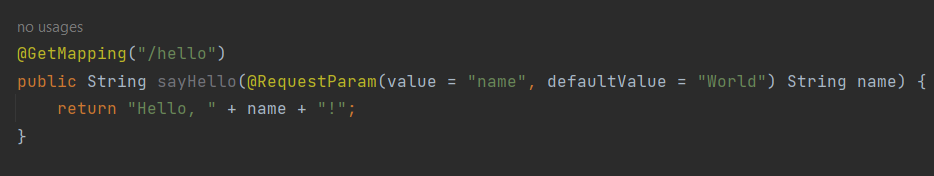 no usages
@GetMapping("/hello")
public String sayHello(@RequestParam(value = "name", defaultValue = "World") String name) {
    return "Hello, " + name + "!";
}